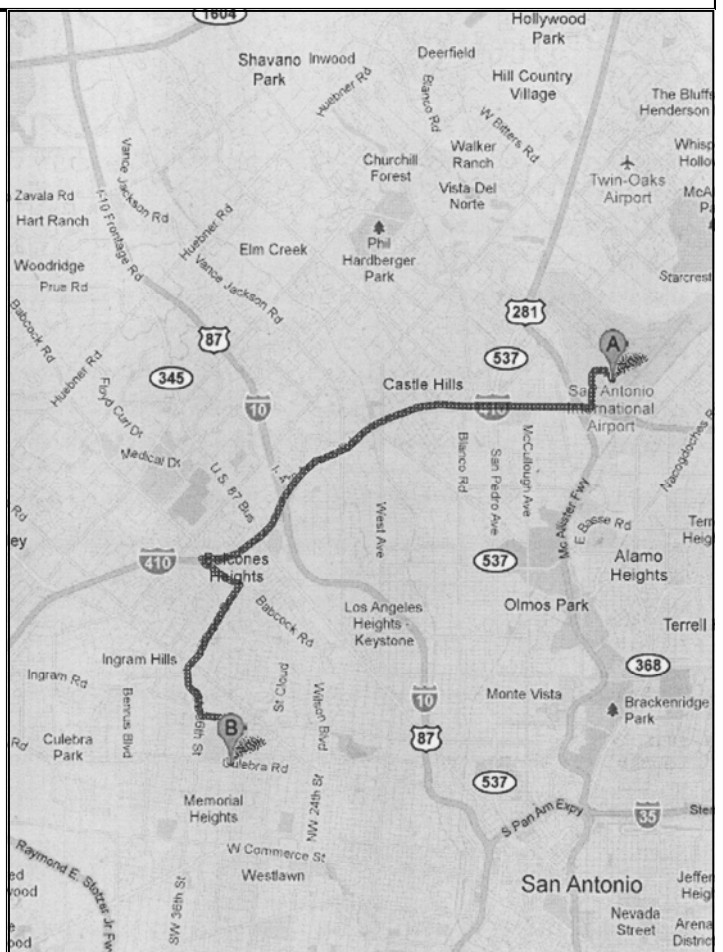 1604
Hollywood
Park
Shavano
Park
Inwood
Deerfield
Hill Country
Village
Huebner Rd
Blanco Rd
W Bitters Rd
The Bluffs
Henderson
Walker
Ranch
Vance Jackson Rd
Churchill
Forest
Vista Del
Norte
Twin-Oaks
Airport
Zavala Rd
Hart Ranch
I-10 Frontage Rd
Huebner Rd
Elm Creek
Phil
Hardberger
Park
Woodridge
Prue Rd
Vance Jackson Rd
Starcrest
Babcock Rd
281
87
A
537
Huebner Rd
345
Castle Hills
San Antonio
International
Airport
10
410
Floyd Curl Dr
Medical Dr
Blanco Rd
San Pedro Ave
McCullough Ave
Nacogdoches R
U.S. 87 Bus
West Ave
Mc Allister Fwy
E Basse Rd
Rd
ey
410
Balcones
Heights
537
Alamo
Heights
Babcock Rd
Los Angeles
Heights -
Keystone
Olmos Park
Terrell
Ingram Hills
368
Ingram Rd
St Cloud
Wilson Blvd
10
Monte Vista
Brackenridge
Park
Benrus Blvd
B
87
Culebra
Park
Rd
Culebra Rd
537
Memorial
Heights
NW 24th St
S Pan Am Expy
35
W Commerce St
Westlawn
Raymond E. Stotzer Jr Fw
SW 36th St
San Antonio
Nevada
Street